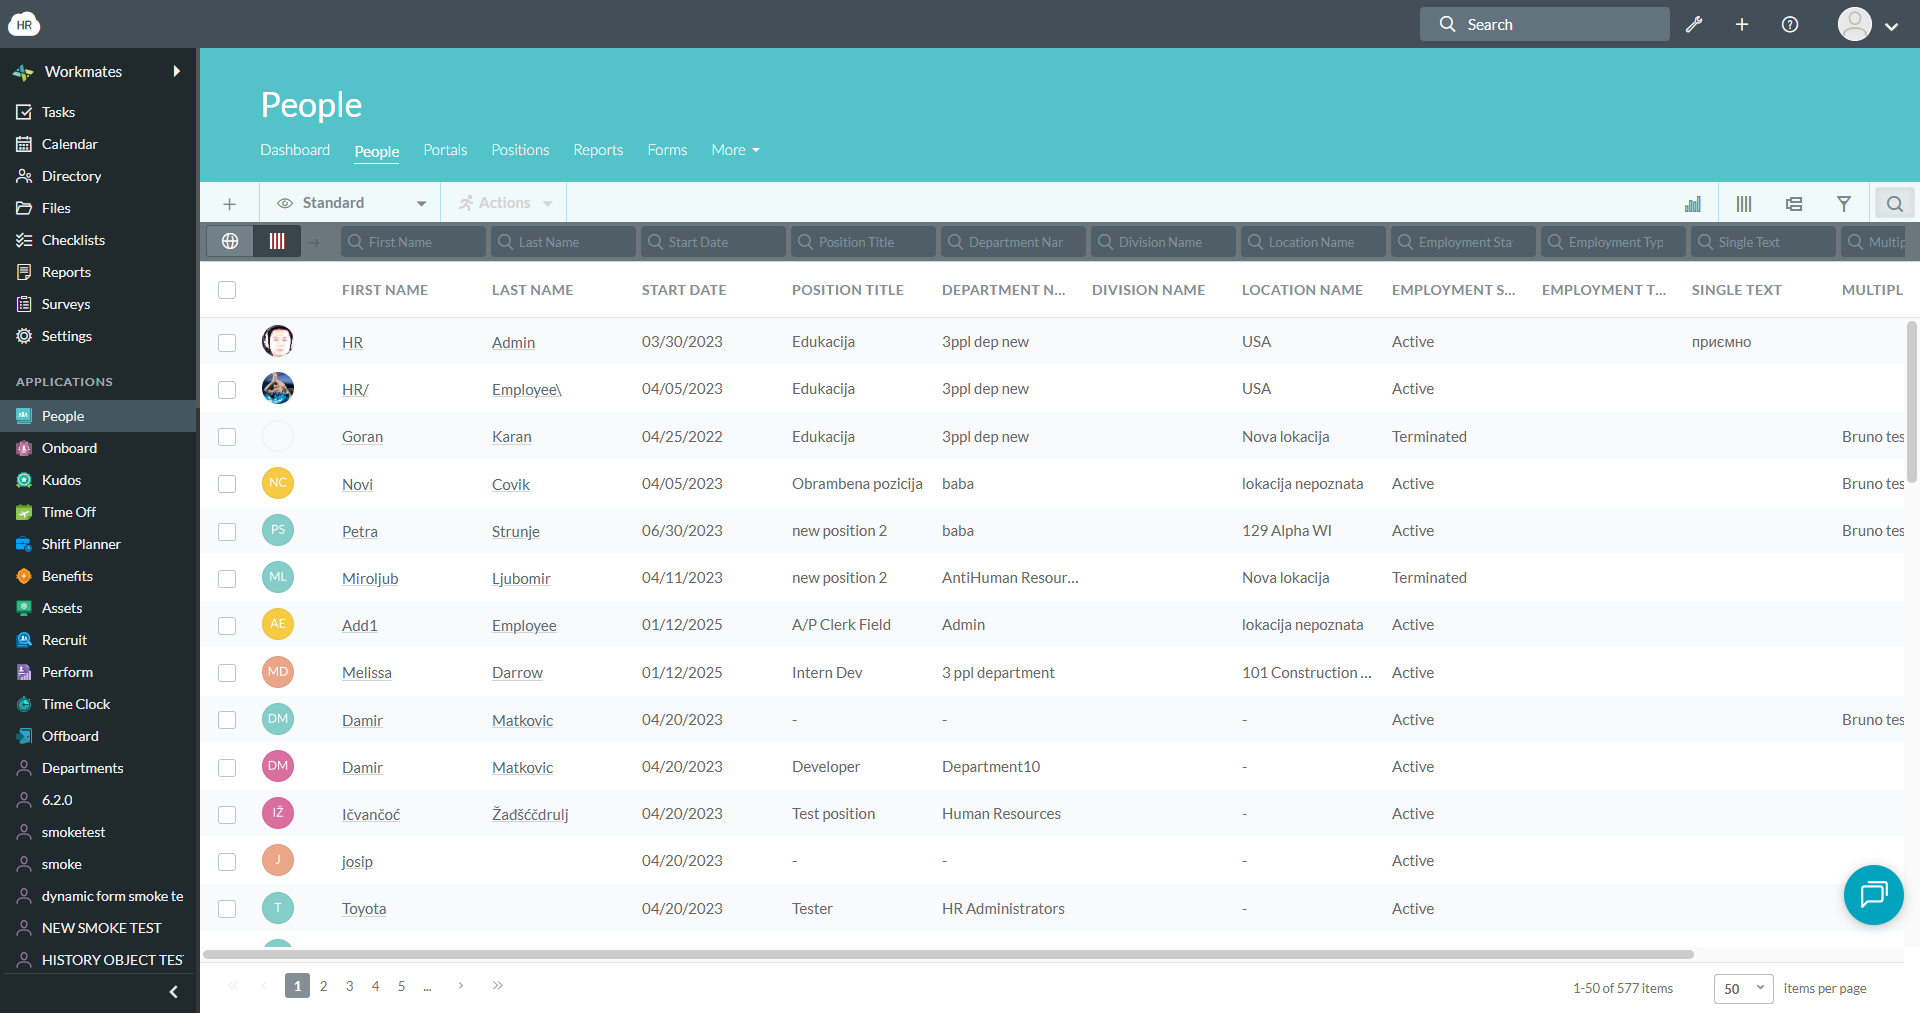 HR
Search
Workmates
Tasks
Calendar
Directory
Files
Checklists
Reports
Surveys
Settings
APPLICATIONS
People
Onboard
Kudos
Time Off
Shift Planner
Benefits
Assets
Recruit
Perform
Time Clock
Offboard
Departments
6.2.0
smoketest
smoke
dynamic form smoke te
NEW SMOKE TEST
HISTORY OBJECT TES
People
Dashboard People Portals Positions Reports Forms More
Standard Actions
First Name Last Name Start Date Position Title Department Nar Division Name Location Name Employment Sta Employment Typ Single Text Multip
FIRST NAME LAST NAME START DATE POSITION TITLE DEPARTMENT N... DIVISION NAME LOCATION NAME EMPLOYMENT S... EMPLOYMENT T... SINGLE TEXT MULTIPL
HR Admin 03/30/2023 Edukacija 3ppl dep new USA Active приємно
HR/ Employee\ 04/05/2023 Edukacija 3ppl dep new USA Active
Goran Karan 04/25/2022 Edukacija 3ppl dep new Nova lokacija Terminated Bruno tes
NC Novi Covik 04/05/2023 Obrambena pozicija baba lokacija nepoznata Active Bruno tes
PS Petra Strunje 06/30/2023 new position 2 baba 129 Alpha WI Active Bruno tes
ML Miroljub Ljubomir 04/11/2023 new position 2 AntiHuman Resour... Nova lokacija Terminated
AE Add1 Employee 01/12/2025 A/P Clerk Field Admin lokacija nepoznata Active
MD Melissa Darrow 01/12/2025 Intern Dev 3 ppl department 101 Construction ... Active
DM Damir Matkovic 04/20/2023 - - - Active Bruno tes
DM Damir Matkovic 04/20/2023 Developer Department10 - Active
IŽ Ičvančoć Žađšćčdrulj 04/20/2023 Test position Human Resources - Active
J josip 04/20/2023 - - - Active
T Toyota 04/20/2023 Tester HR Administrators - Active
1 2 3 4 5 ...
1-50 of 577 items 50 items per page